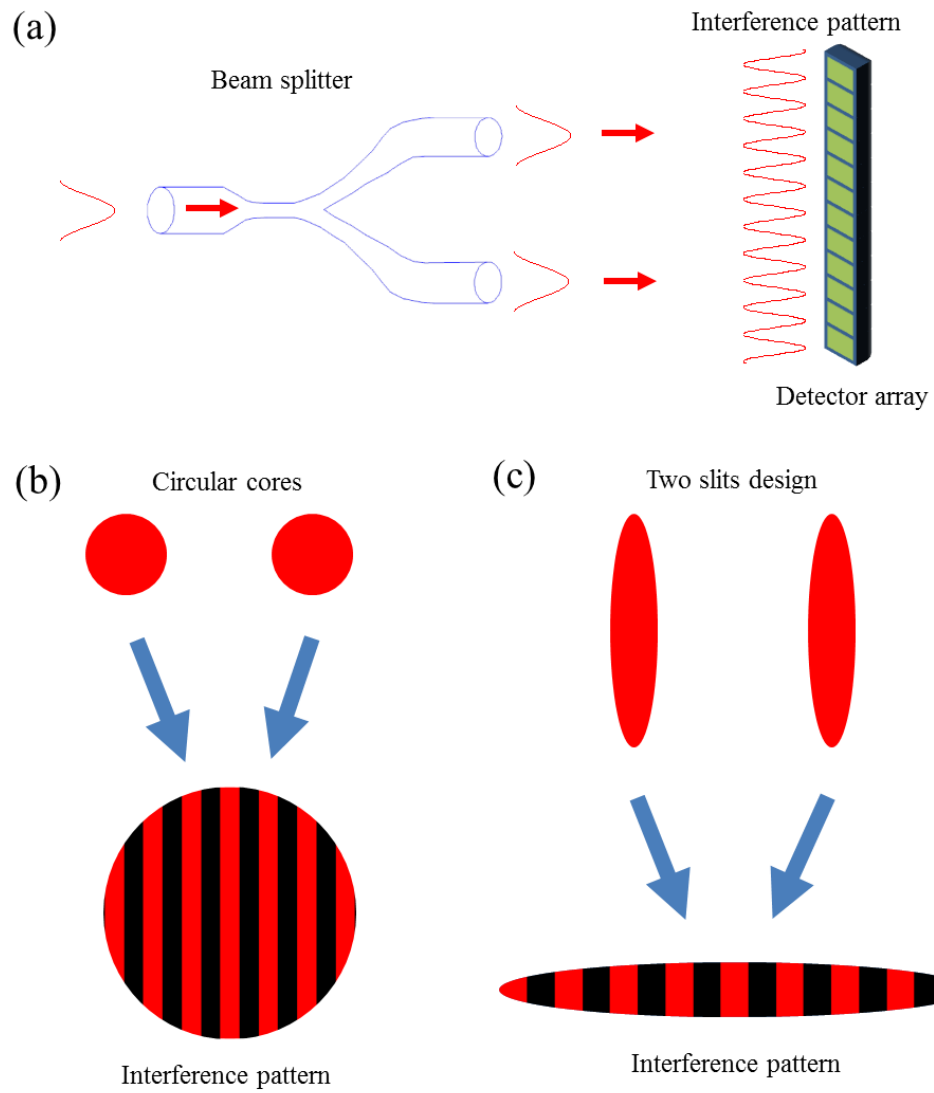 (a)
Interference pattern
Beam splitter
Detector array
(b)
Circular cores
(c)
Two slits design
Interference pattern
Interference pattern